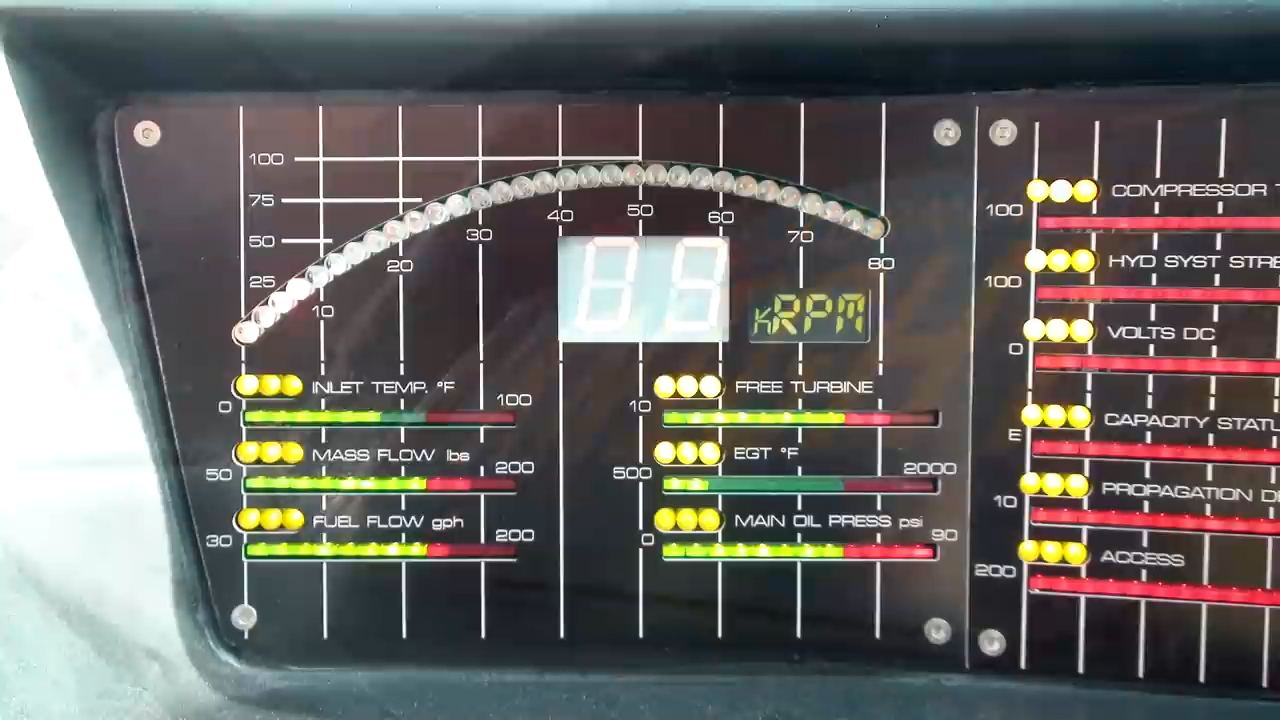 100
75
50
25
10
20
30
40
50
60
70
80
kRPM
INLET TEMP. °F
0
100
MASS FLOW lbs
50
200
FUEL FLOW gph
30
200
FREE TURBINE
10
EGT °F
500
2000
MAIN OIL PRESS psi
0
90
COMPRESSOR
100
HYD SYST
100
VOLTS DC
0
CAPACITY
E
PROPAGATION
10
ACCESS
200